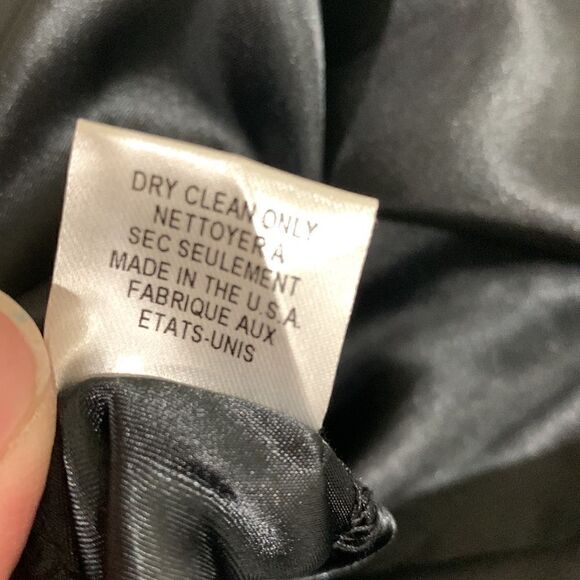 DRY CLEAN ONLY
NETTOYER A
SEC SEULEMENT
MADE IN THE U.S.A.
FABRIQUE AUX
ETATS-UNIS